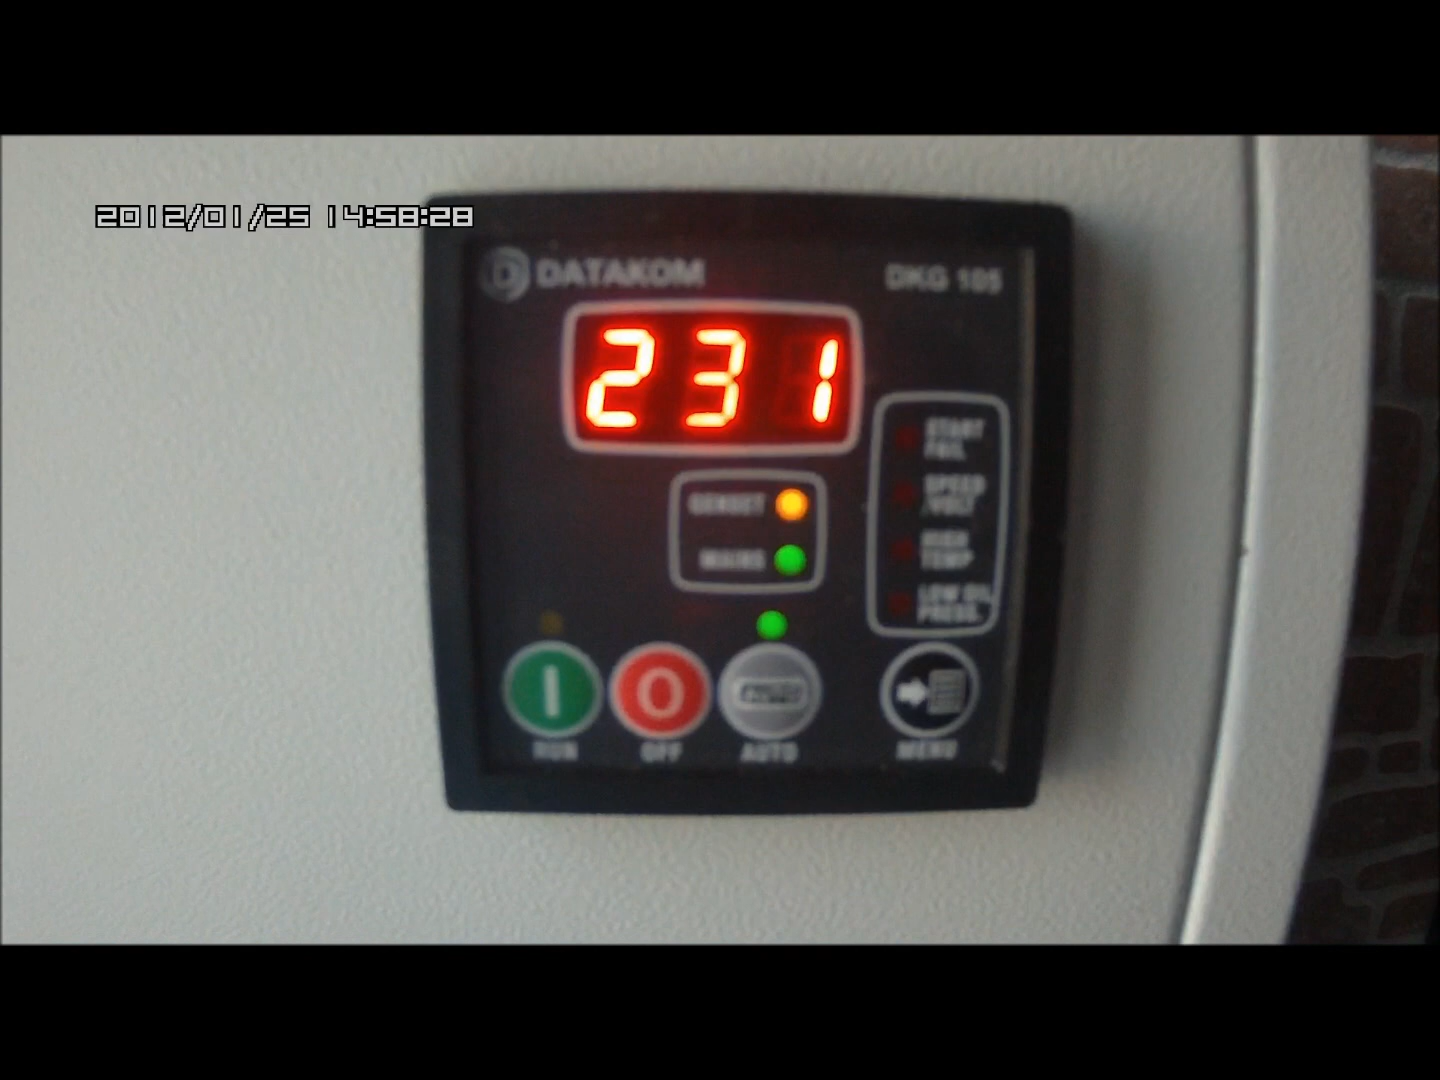 2012/01/25 14:58:28
DATAKOM
DKG 105
231
START
FAIL
GENSET
SPEED
/VOLT
MAINS
HIGH
TEMP
LOW OIL
PRESS.
I
O
AUTO
RUN
OFF
AUTO
MENU